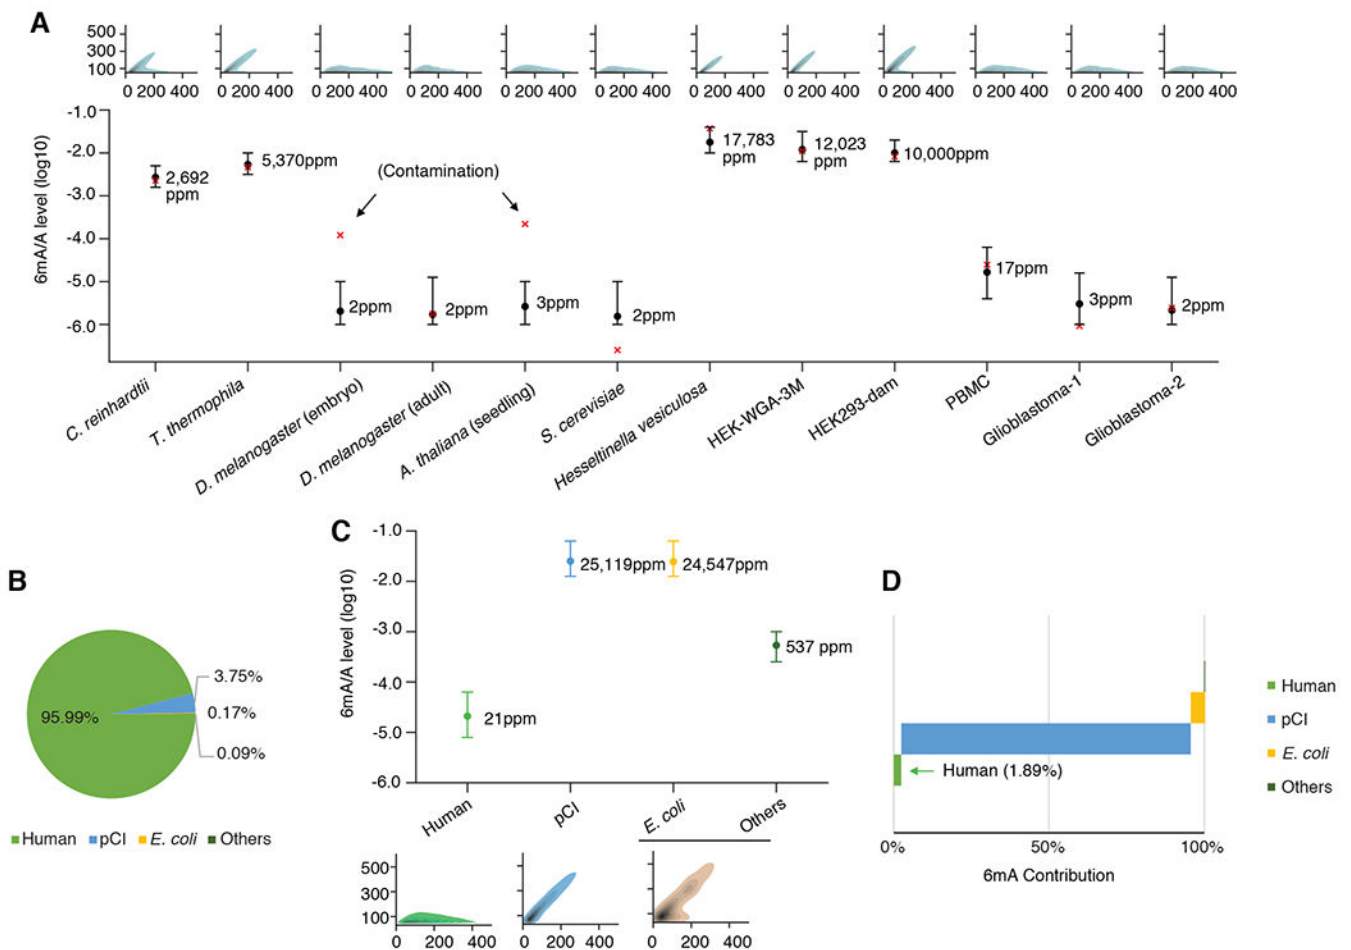 A
500
300
100
0 200 400
0 200 400
0 200 400
0 200 400
0 200 400
0 200 400
0 200 400
0 200 400
0 200 400
0 200 400
0 200 400
0 200 400
6mA/A level (log10)
-1.0
-2.0
-3.0
-4.0
-5.0
-6.0
2,692
ppm
5,370ppm
(Contamination)
2ppm
2ppm
3ppm
2ppm
17,783
ppm
12,023
ppm
10,000ppm
17ppm
3ppm
2ppm
C. reinhardtii
T. thermophila
D. melanogaster (embryo)
D. melanogaster (adult)
A. thaliana (seedling)
S. cerevisiae
Hesseltinella vesiculosa
HEK-WGA-3M
HEK293-dam
PBMC
Glioblastoma-1
Glioblastoma-2
B
95.99%
3.75%
0.17%
0.09%
Human pCI E. coli Others
C
6mA/A level (log10)
-1.0
-2.0
-3.0
-4.0
-5.0
-6.0
21ppm
25,119ppm
24,547ppm
537 ppm
Human
pCI
E. coli
Others
500
300
100
0 200 400
0 200 400
0 200 400
D
Human (1.89%)
0% 50% 100%
6mA Contribution
Human
pCI
E. coli
Others